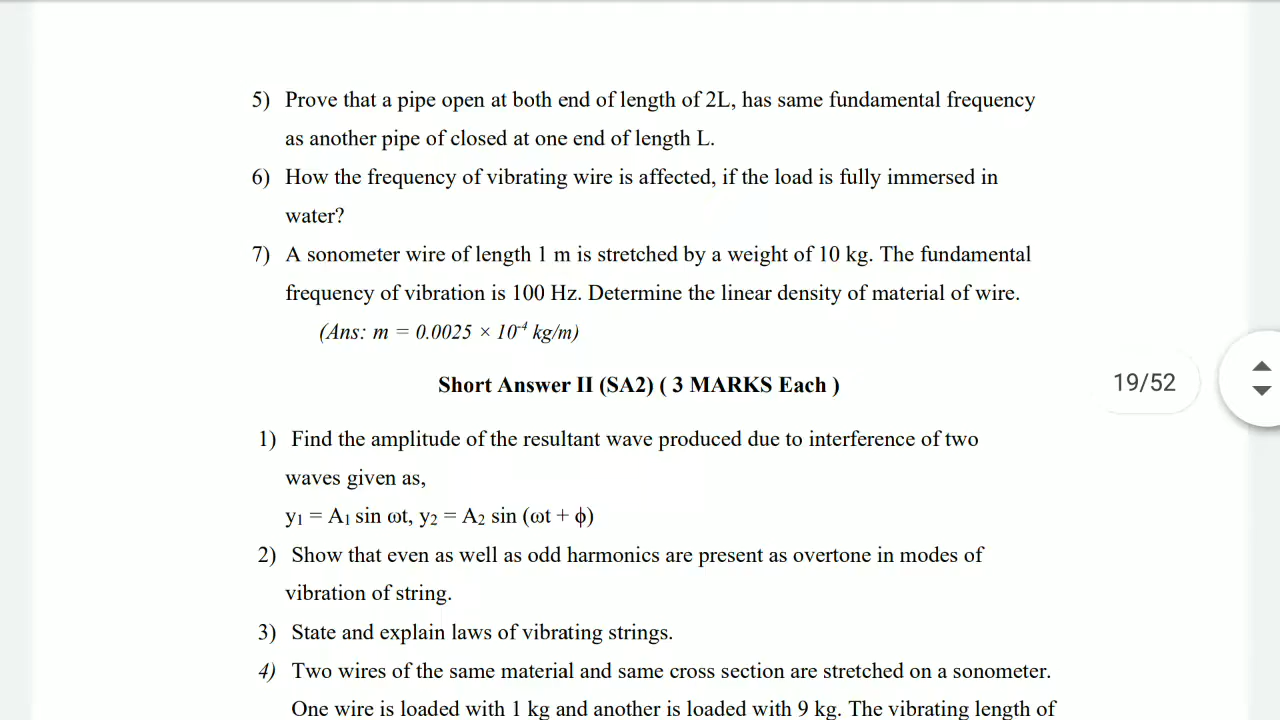 5) Prove that a pipe open at both end of length of 2L, has same fundamental frequency
as another pipe of closed at one end of length L.
6) How the frequency of vibrating wire is affected, if the load is fully immersed in
water?
7) A sonometer wire of length 1 m is stretched by a weight of 10 kg. The fundamental
frequency of vibration is 100 Hz. Determine the linear density of material of wire.
(Ans: m = 0.0025 × 10⁻⁴ kg/m)
Short Answer II (SA2) ( 3 MARKS Each )
19/52
1) Find the amplitude of the resultant wave produced due to interference of two
waves given as,
y₁ = A₁ sin ωt, y₂ = A₂ sin (ωt + ϕ)
2) Show that even as well as odd harmonics are present as overtone in modes of
vibration of string.
3) State and explain laws of vibrating strings.
4) Two wires of the same material and same cross section are stretched on a sonometer.
One wire is loaded with 1 kg and another is loaded with 9 kg. The vibrating length of